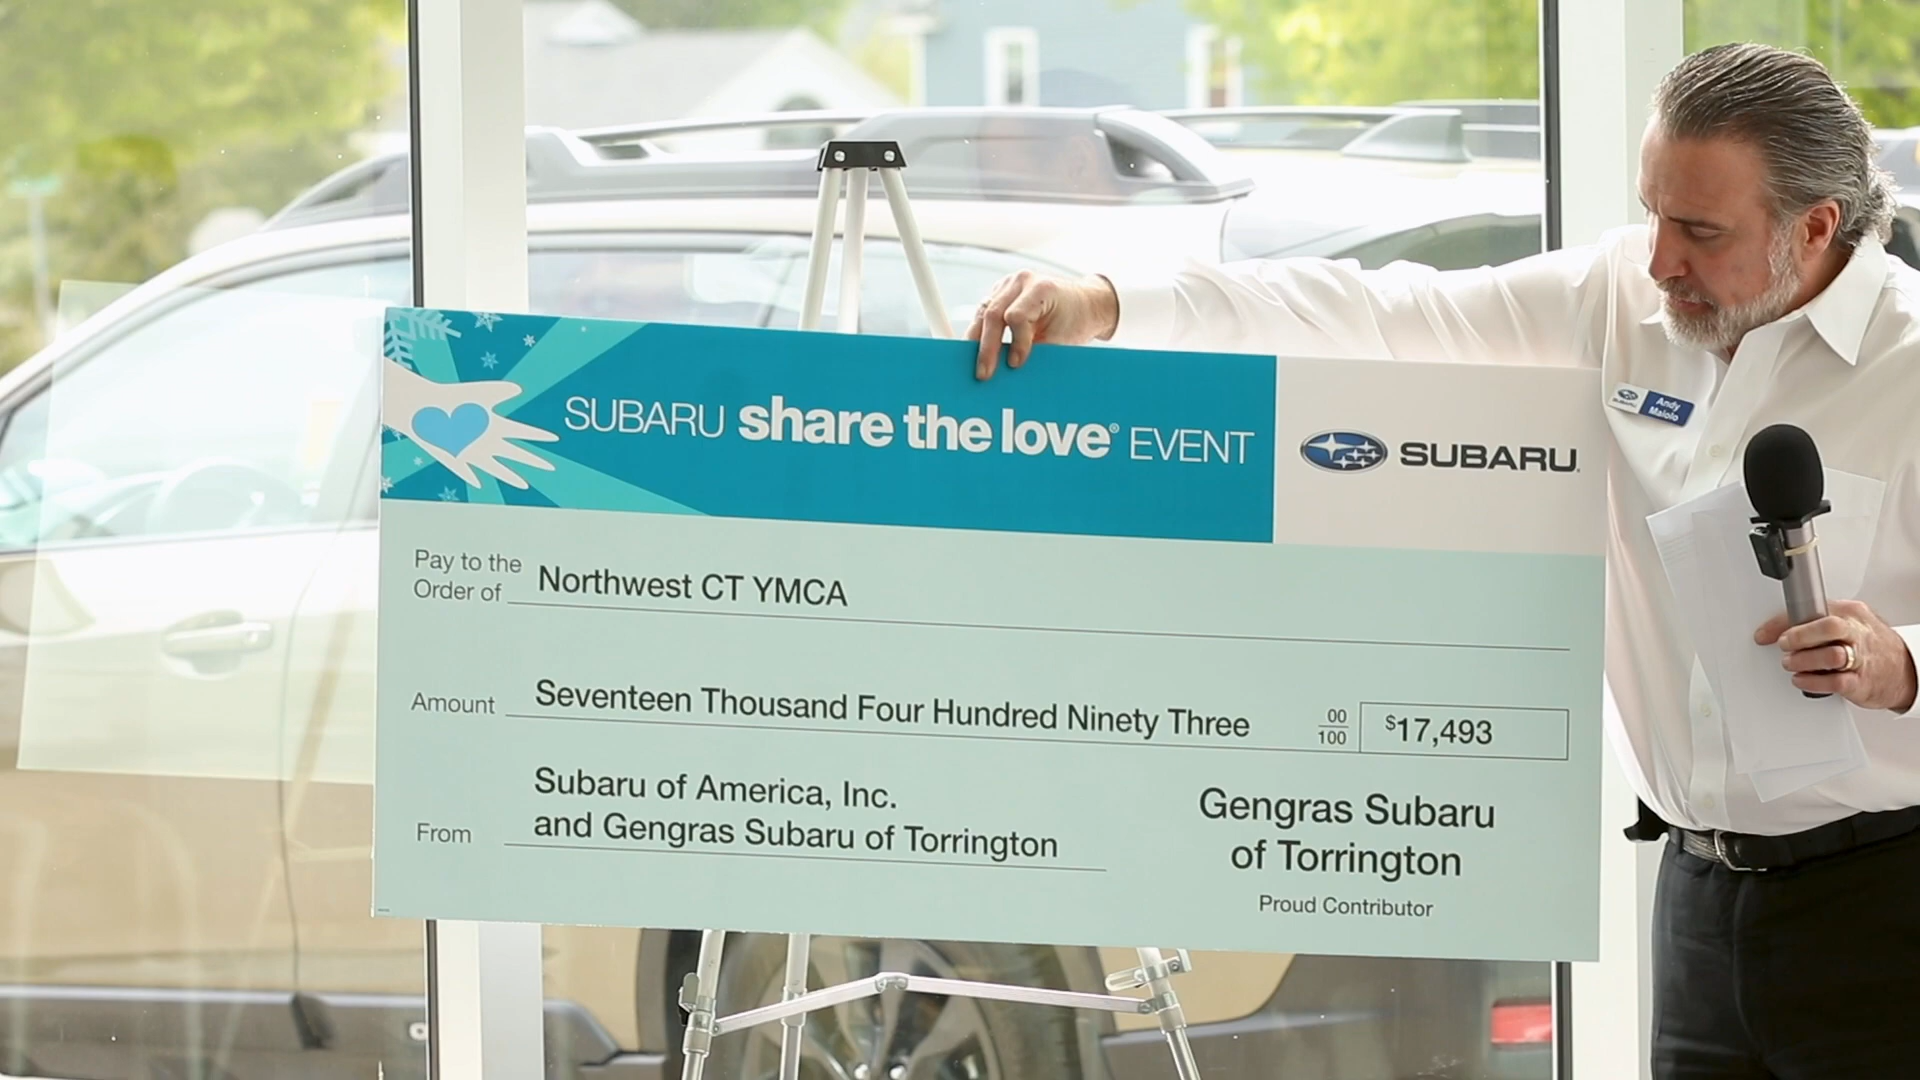 SUBARU share the love® EVENT
SUBARU
Pay to the
Order of
Northwest CT YMCA
Amount
Seventeen Thousand Four Hundred Ninety Three
00
100
$17,493
From
Subaru of America, Inc.
and Gengras Subaru of Torrington
Gengras Subaru
of Torrington
Proud Contributor
SUBARU
Andy
Maiolo